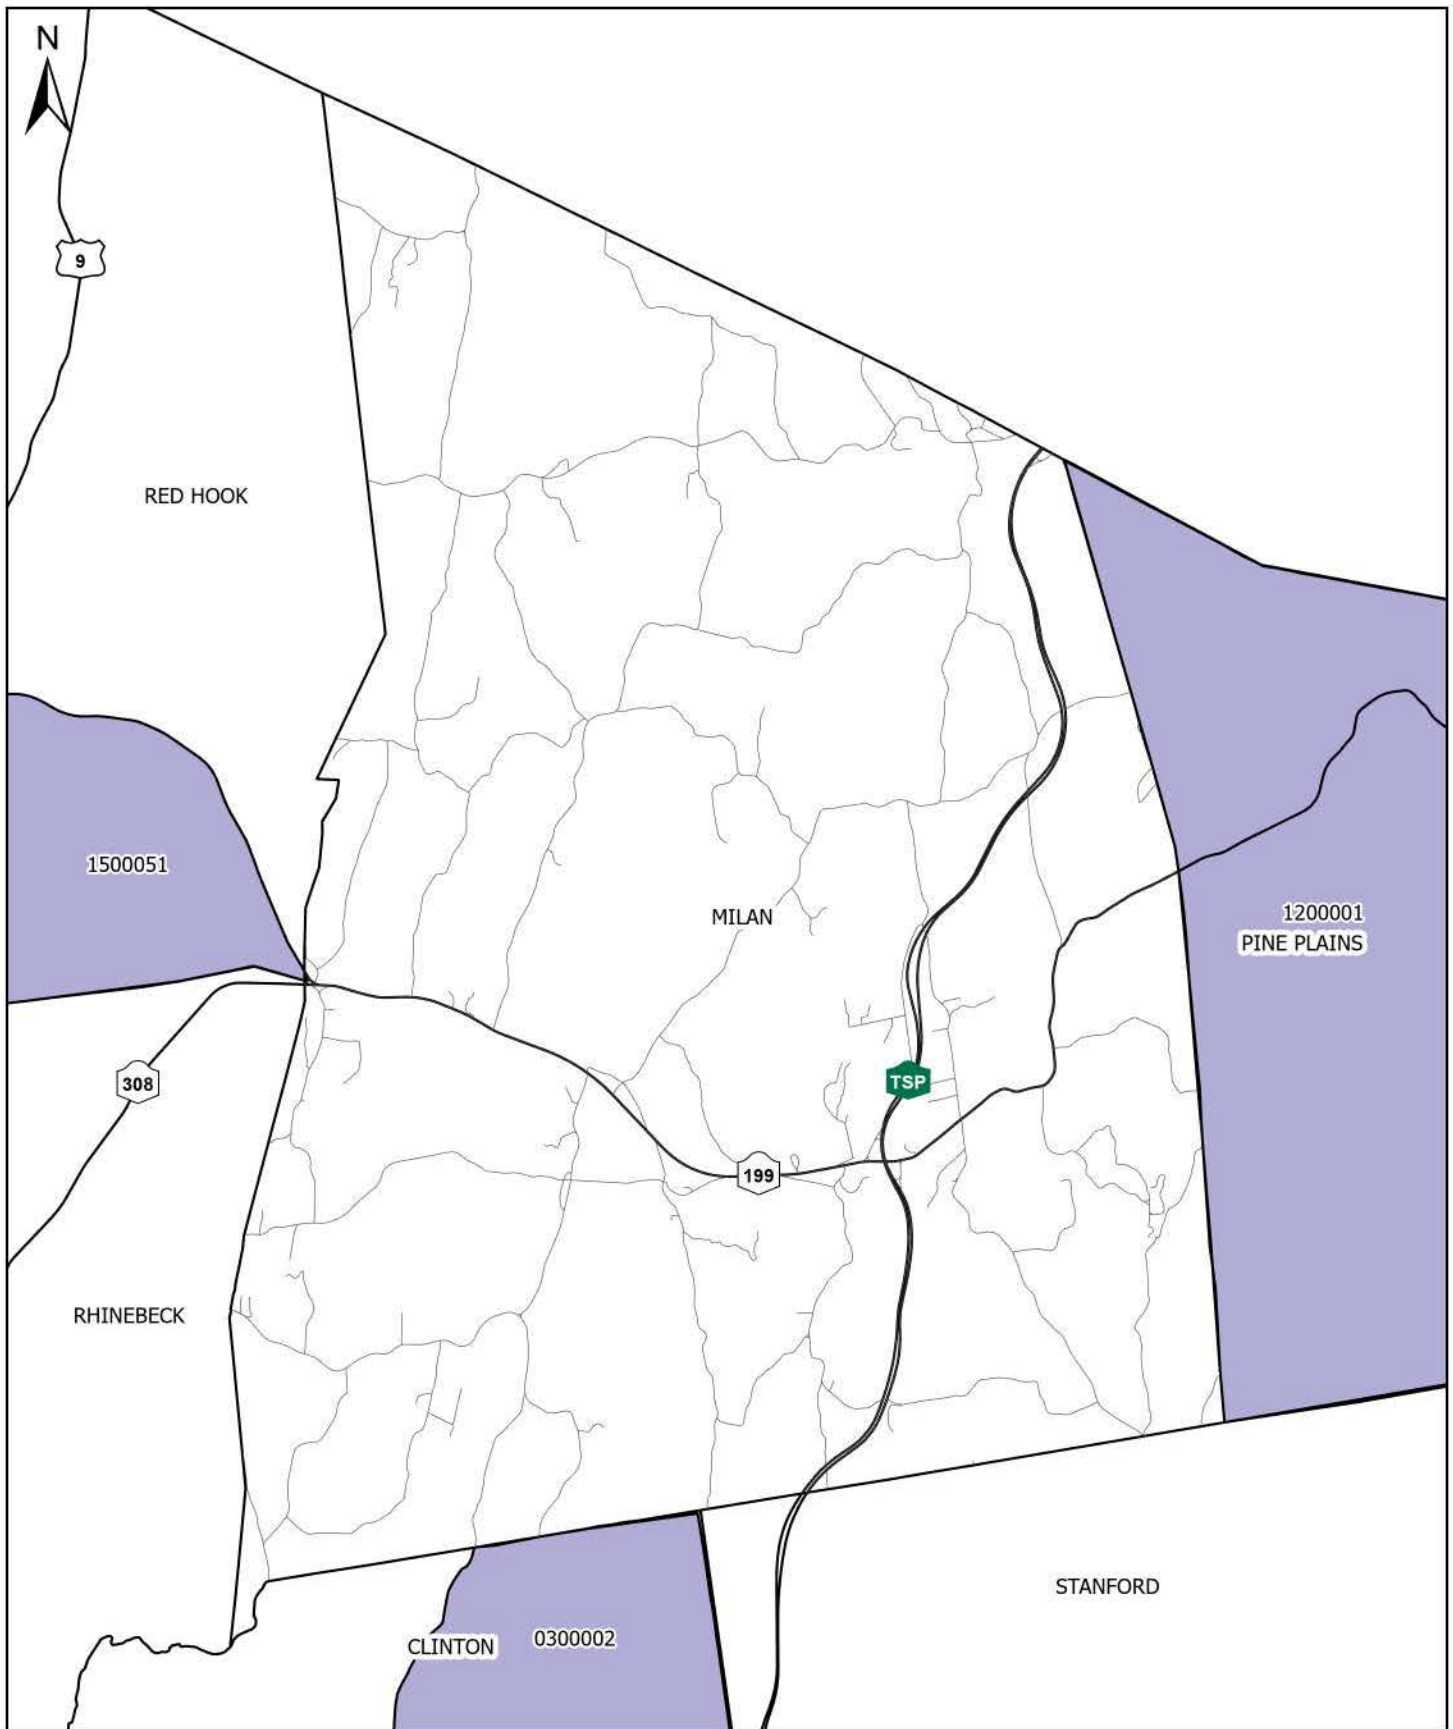 N
9
RED HOOK
1500051
MILAN
1200001
PINE PLAINS
308
TSP
199
RHINEBECK
STANFORD
CLINTON
0300002